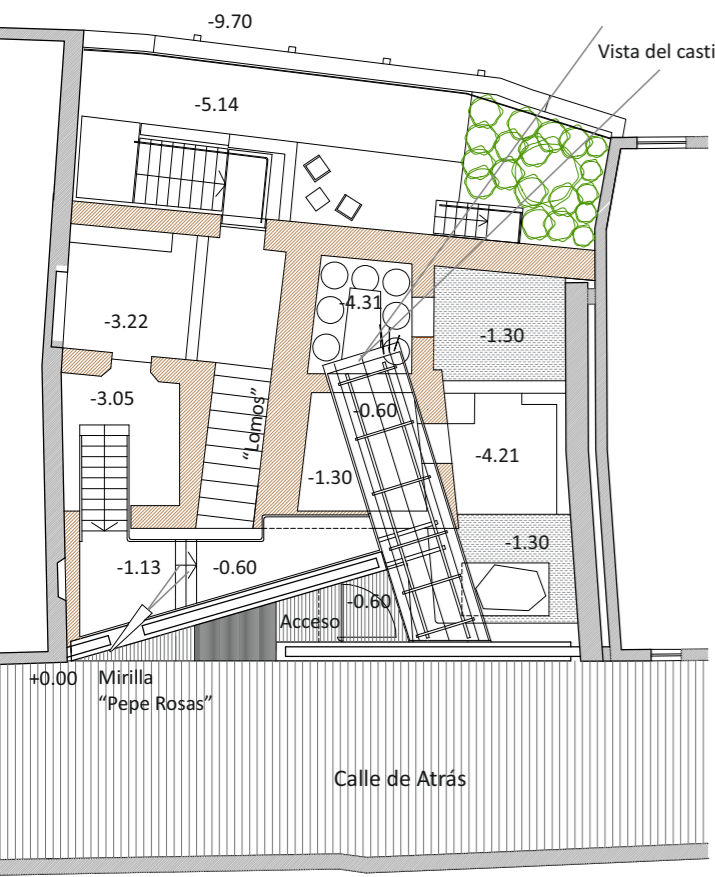 -9.70
Vista del casti
-5.14
-4.31
-3.22
-1.30
-3.05
-0.60
"Lomos"
-4.21
-1.30
-1.30
-1.13
-0.60
-0.60
Acceso
+0.00
Mirilla
"Pepe Rosas"
Calle de Atrás